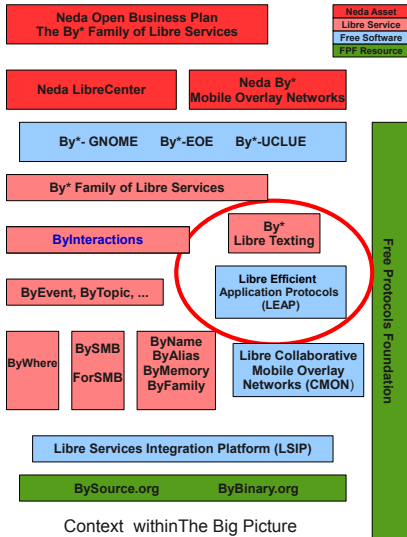 Neda Open Business Plan
The By* Family of Libre Services
Neda Asset
Libre Service
Free Software
FPF Resource
Neda LibreCenter
Neda By*
Mobile Overlay Networks
By*- GNOME By*-EOE By*-UCLUE
By* Family of Libre Services
ByInteractions
By*
Libre Texting
ByEvent, ByTopic, ...
Libre Efficient
Application Protocols
(LEAP)
ByWhere
BySMB
ForSMB
ByName
ByAlias
ByMemory
ByFamily
Libre Collaborative
Mobile Overlay
Networks (CMON)
Free Protocols Foundation
Libre Services Integration Platform (LSIP)
BySource.org ByBinary.org
Context withinThe Big Picture